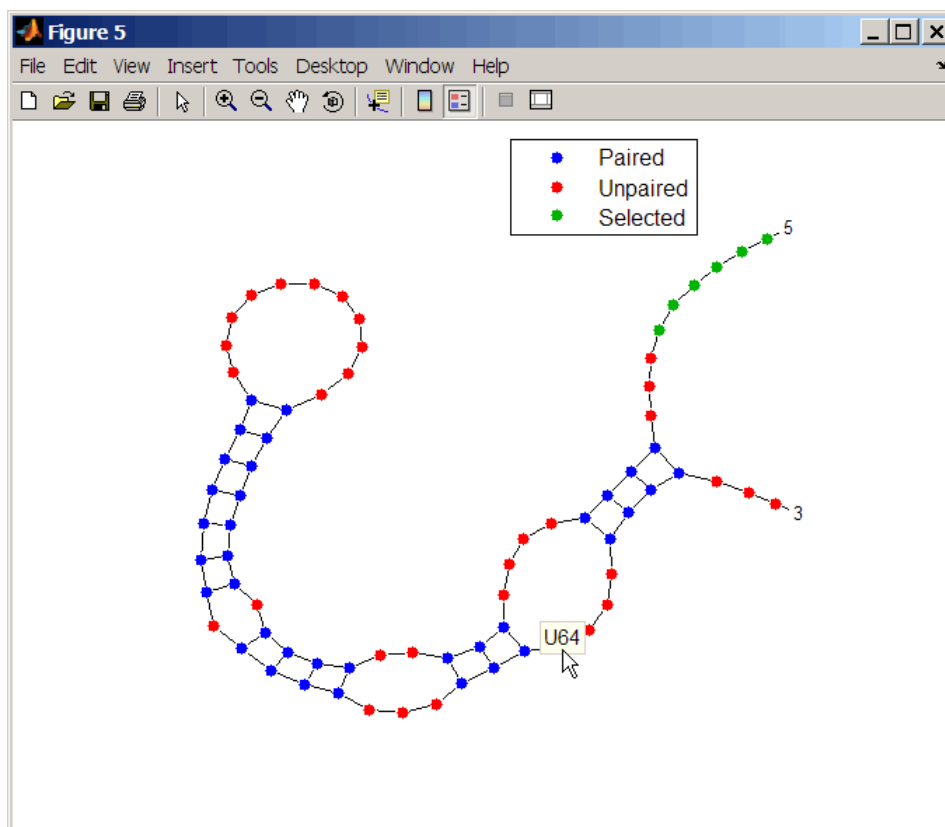 Figure 5
File Edit View Insert Tools Desktop Window Help
Paired
Unpaired
Selected
5
3
U64